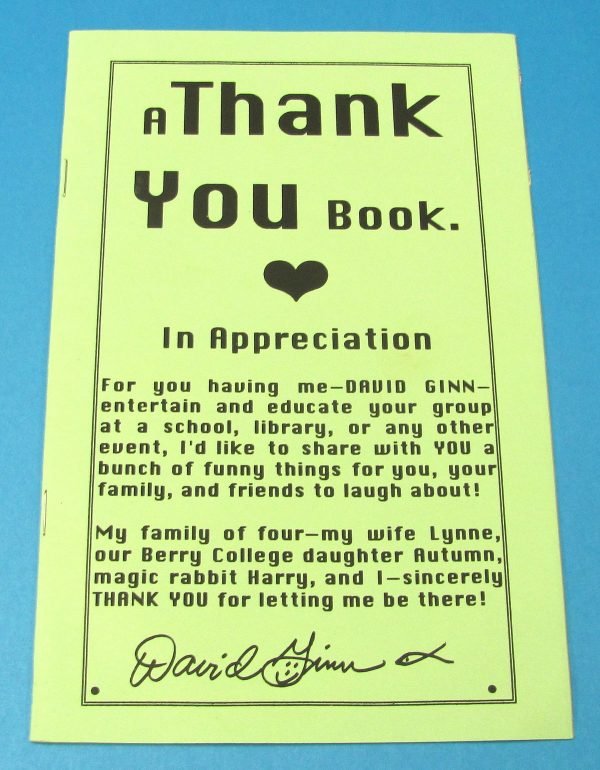 A Thank
You Book.
In Appreciation
For you having me—DAVID GINN—
entertain and educate your group
at a school, library, or any other
event, I'd like to share with YOU a
bunch of funny things for you, your
family, and friends to laugh about!
My family of four—my wife Lynne,
our Berry College daughter Autumn,
magic rabbit Harry, and I—sincerely
THANK YOU for letting me be there!
David Ginn